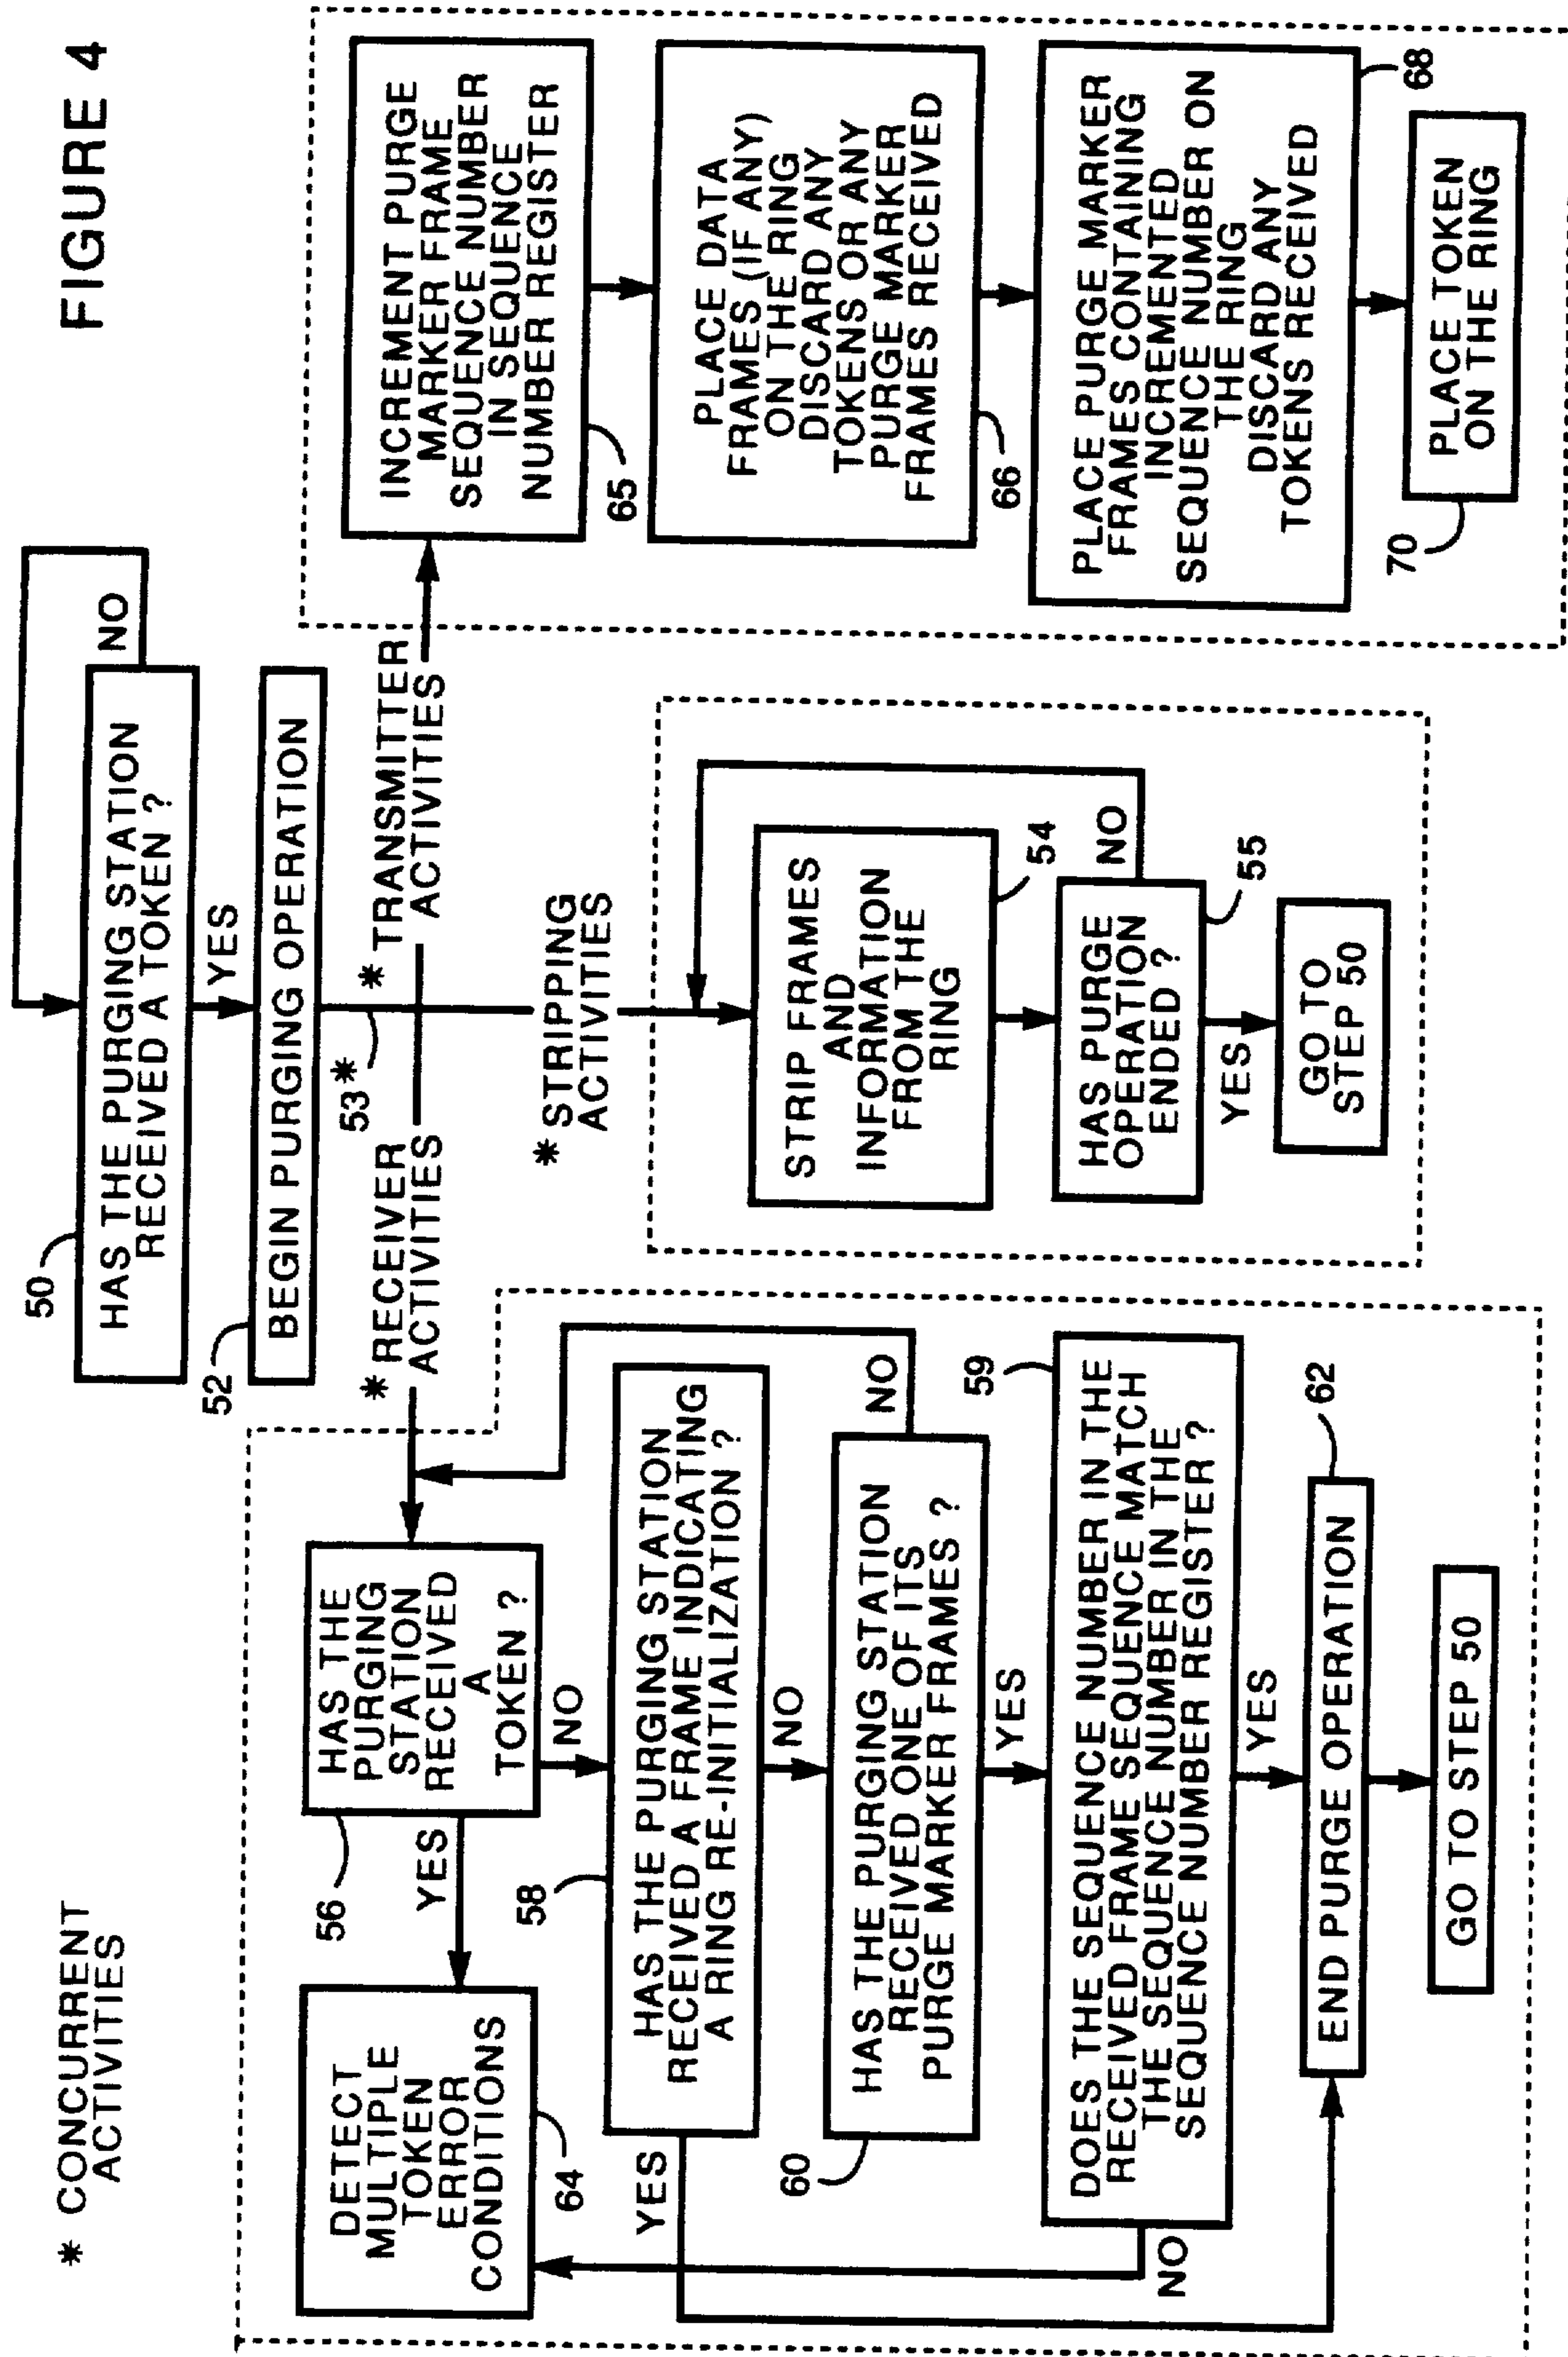 FIGURE 4
* CONCURRENT
ACTIVITIES
50
HAS THE PURGING STATION
RECEIVED A TOKEN ?
NO
YES
52
BEGIN PURGING OPERATION
53*
* RECEIVER
ACTIVITIES
* TRANSMITTER
ACTIVITIES
* STRIPPING
ACTIVITIES
HAS THE
PURGING
STATION
RECEIVED
A
TOKEN ?
56
YES
NO
DETECT
MULTIPLE
TOKEN
ERROR
CONDITIONS
64
58
HAS THE PURGING STATION
RECEIVED A FRAME INDICATING
A RING RE-INITIALIZATION ?
YES
NO
60
HAS THE PURGING STATION
RECEIVED ONE OF ITS
PURGE MARKER FRAMES ?
NO
YES
59
DOES THE SEQUENCE NUMBER IN THE
RECEIVED FRAME SEQUENCE MATCH
THE SEQUENCE NUMBER IN THE
SEQUENCE NUMBER REGISTER ?
NO
YES
62
END PURGE OPERATION
GO TO STEP 50
STRIP FRAMES
AND
INFORMATION
FROM THE
RING
54
HAS PURGE
OPERATION
ENDED ?
NO
55
YES
GO TO
STEP 50
INCREMENT PURGE
MARKER FRAME
SEQUENCE NUMBER
IN SEQUENCE
NUMBER REGISTER
65
PLACE DATA
FRAMES (IF ANY)
ON THE RING
DISCARD ANY
TOKENS OR ANY
PURGE MARKER
FRAMES RECEIVED
66
PLACE PURGE MARKER
FRAMES CONTAINING
INCREMENTED
SEQUENCE NUMBER ON
THE RING
DISCARD ANY
TOKENS RECEIVED
68
70
PLACE TOKEN
ON THE RING